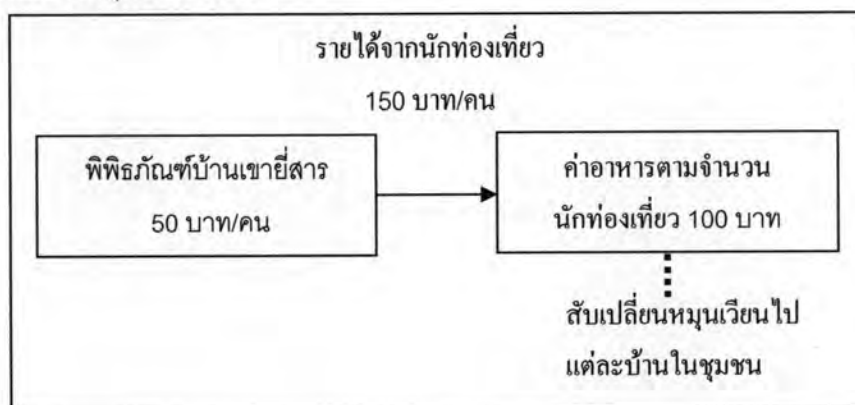 รายได้จากนักท่องเที่ยว
150 บาท/คน
พิพิธภัณฑ์บ้านเขายี่สาร
50 บาท/คน
ค่าอาหารตามจำนวน
นักท่องเที่ยว 100 บาท
สับเปลี่ยนหมุนเวียนไป
แต่ละบ้านในชุมชน